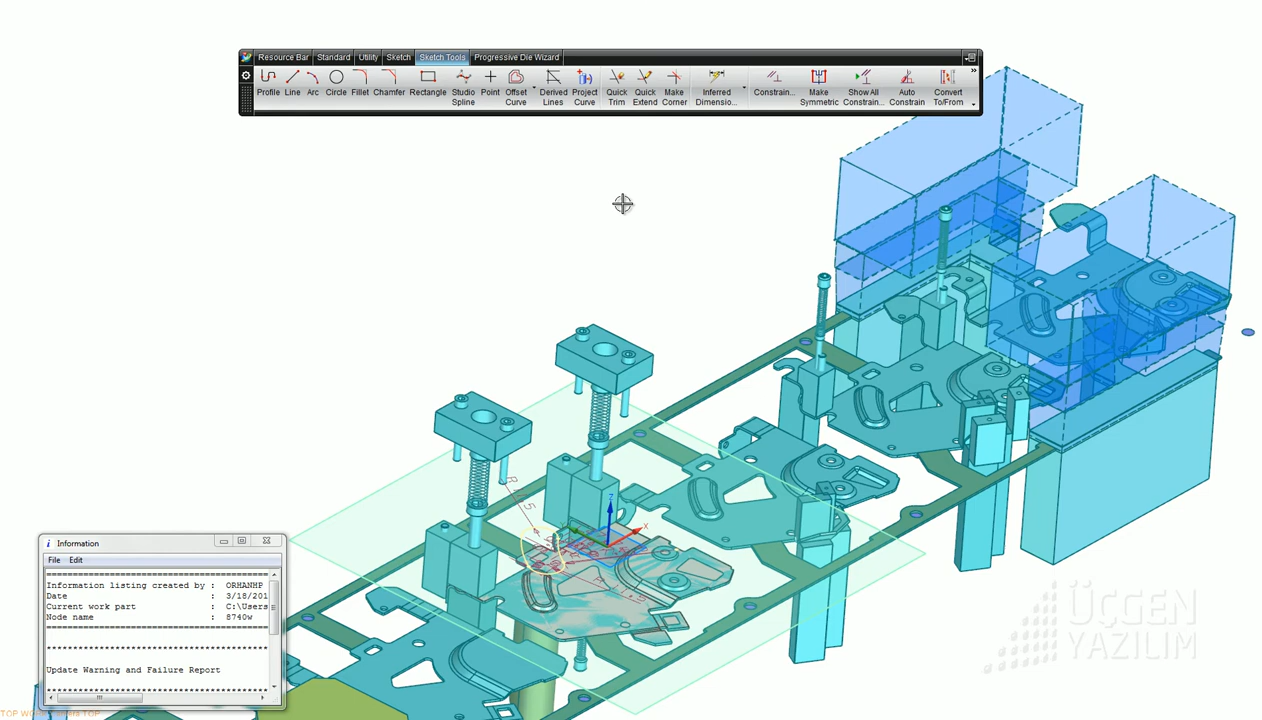 Resource Bar Standard Utility Sketch Sketch Tools Progressive Die Wizard
Profile Line Arc Circle Fillet Chamfer Rectangle Studio Spline Point Offset Curve Derived Lines Project Curve Quick Trim Quick Extend Make Corner Inferred Dimensio... Constrain... Make Symmetric Show All Constrain... Auto Constrain Convert To/From
Z
X
Information
File Edit
Information listing created by : ORHANHP
Date : 3/18/201
Current work part : C:\Users
Node name : 8740w
Update Warning and Failure Report
ÜÇGEN
YAZILIM